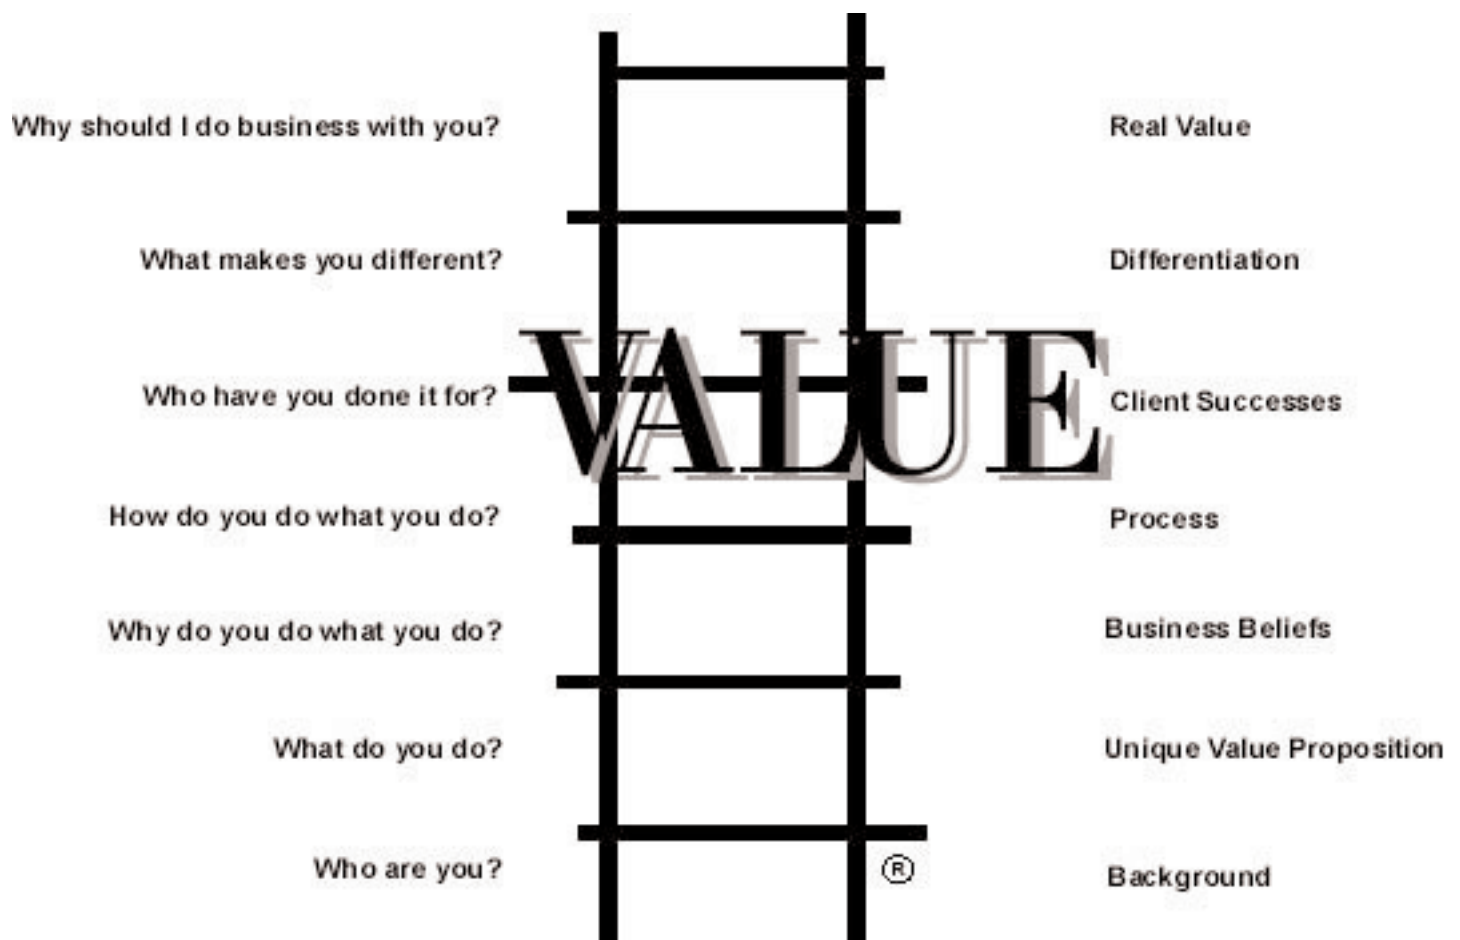 Why should I do business with you? Real Value
What makes you different? Differentiation
VALUE
Who have you done it for? Client Successes
How do you do what you do? Process
Why do you do what you do? Business Beliefs
What do you do? Unique Value Proposition
Who are you? ® Background